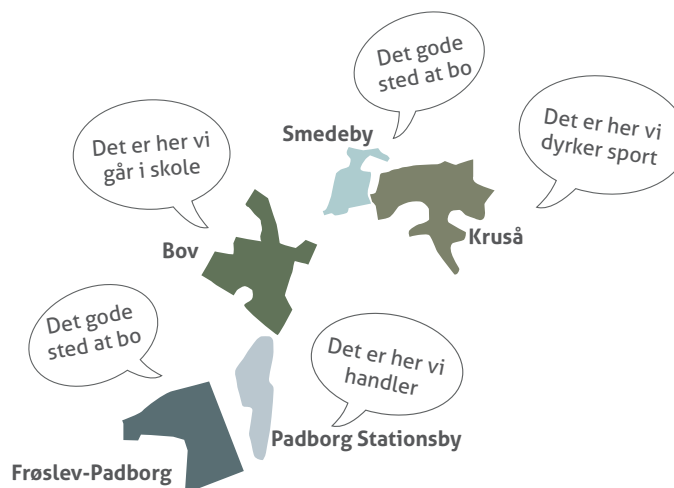 Det gode
sted at bo
Smedeby
Det er her vi
dyrker sport
Det er her vi
går i skole
Kruså
Bov
Det gode
sted at bo
Det er her vi
handler
Padborg Stationsby
Frøslev-Padborg